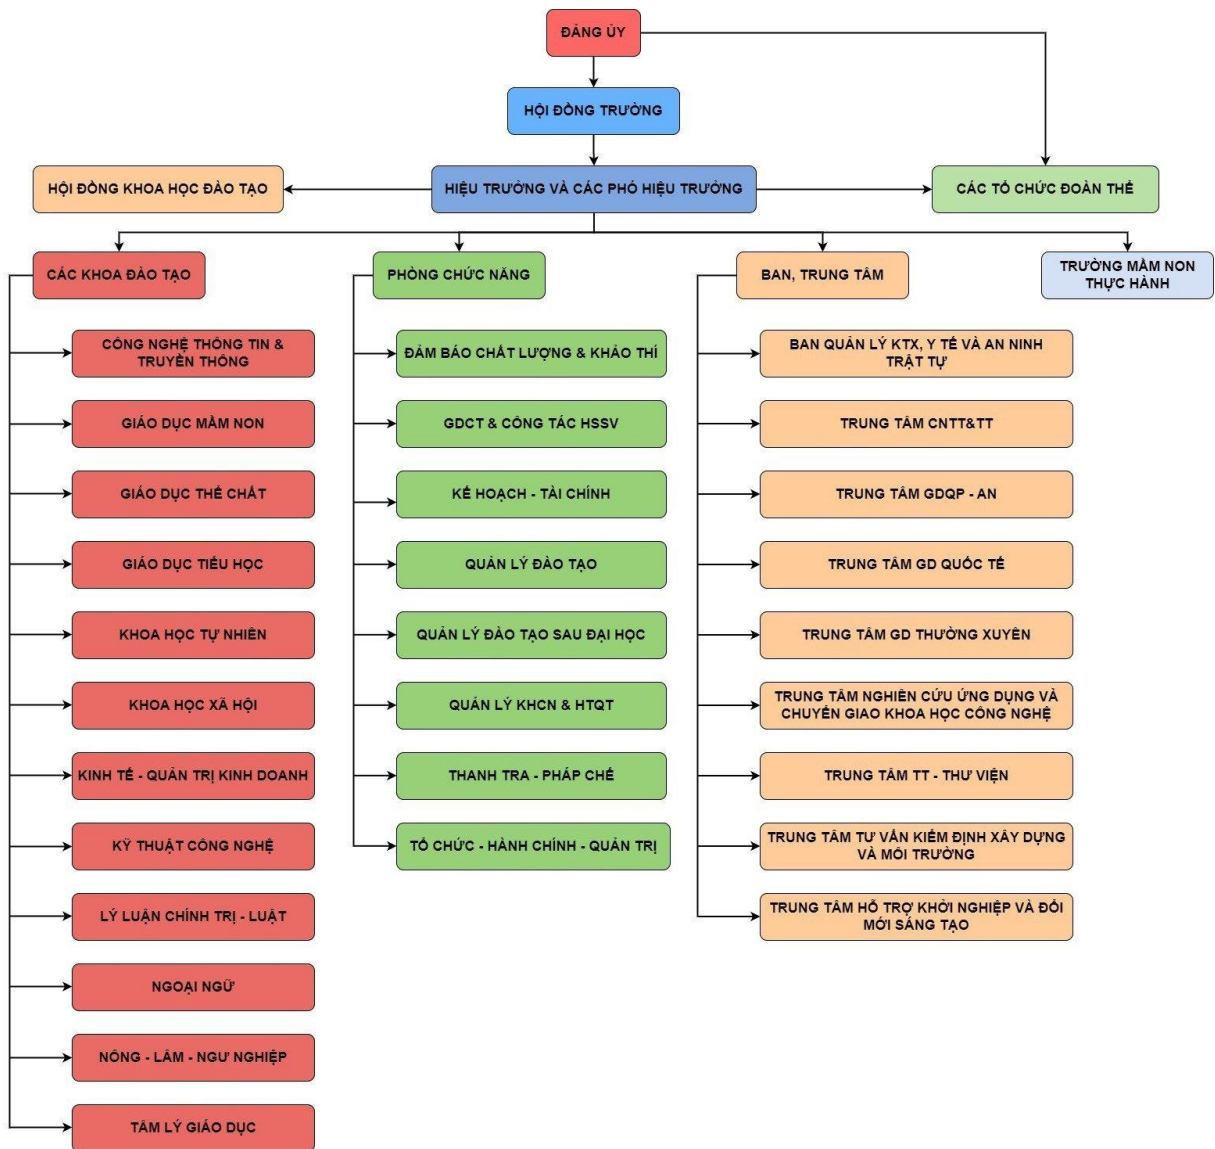 ĐẢNG ỦY
HỘI ĐỒNG TRƯỜNG
HỘI ĐỒNG KHOA HỌC ĐÀO TẠO
HIỆU TRƯỞNG VÀ CÁC PHÓ HIỆU TRƯỞNG
CÁC TỔ CHỨC ĐOÀN THỂ
CÁC KHOA ĐÀO TẠO
CÔNG NGHỆ THÔNG TIN &
TRUYỀN THÔNG
GIÁO DỤC MẦM NON
GIÁO DỤC THỂ CHẤT
GIÁO DỤC TIỂU HỌC
KHOA HỌC TỰ NHIÊN
KHOA HỌC XÃ HỘI
KINH TẾ - QUẢN TRỊ KINH DOANH
KỸ THUẬT CÔNG NGHỆ
LÝ LUẬN CHÍNH TRỊ - LUẬT
NGOẠI NGỮ
NÔNG - LÂM - NGƯ NGHIỆP
TÂM LÝ GIÁO DỤC
PHÒNG CHỨC NĂNG
ĐẢM BẢO CHẤT LƯỢNG & KHẢO THÍ
GDCT & CÔNG TÁC HSSV
KẾ HOẠCH - TÀI CHÍNH
QUẢN LÝ ĐÀO TẠO
QUẢN LÝ ĐÀO TẠO SAU ĐẠI HỌC
QUẢN LÝ KHCN & HTQT
THANH TRA - PHÁP CHẾ
TỔ CHỨC - HÀNH CHÍNH - QUẢN TRỊ
BAN, TRUNG TÂM
BAN QUẢN LÝ KTX, Y TẾ VÀ AN NINH
TRẬT TỰ
TRUNG TÂM CNTT&TT
TRUNG TÂM GDQP - AN
TRUNG TÂM GD QUỐC TẾ
TRUNG TÂM GD THƯỜNG XUYÊN
TRUNG TÂM NGHIÊN CỨU ỨNG DỤNG VÀ
CHUYỂN GIAO KHOA HỌC CÔNG NGHỆ
TRUNG TÂM TT - THƯ VIỆN
TRUNG TÂM TƯ VẤN KIỂM ĐỊNH XÂY DỰNG
VÀ MÔI TRƯỜNG
TRUNG TÂM HỖ TRỢ KHỞI NGHIỆP VÀ ĐỔI
MỚI SÁNG TẠO
TRƯỜNG MẦM NON
THỰC HÀNH